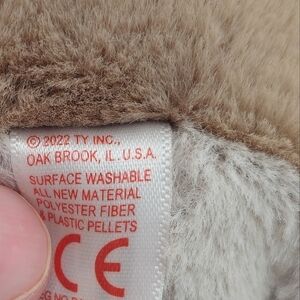 © 2022 TY INC.,
OAK BROOK, IL. U.S.A.
SURFACE WASHABLE
ALL NEW MATERIAL
POLYESTER FIBER
& PLASTIC PELLETS
CE